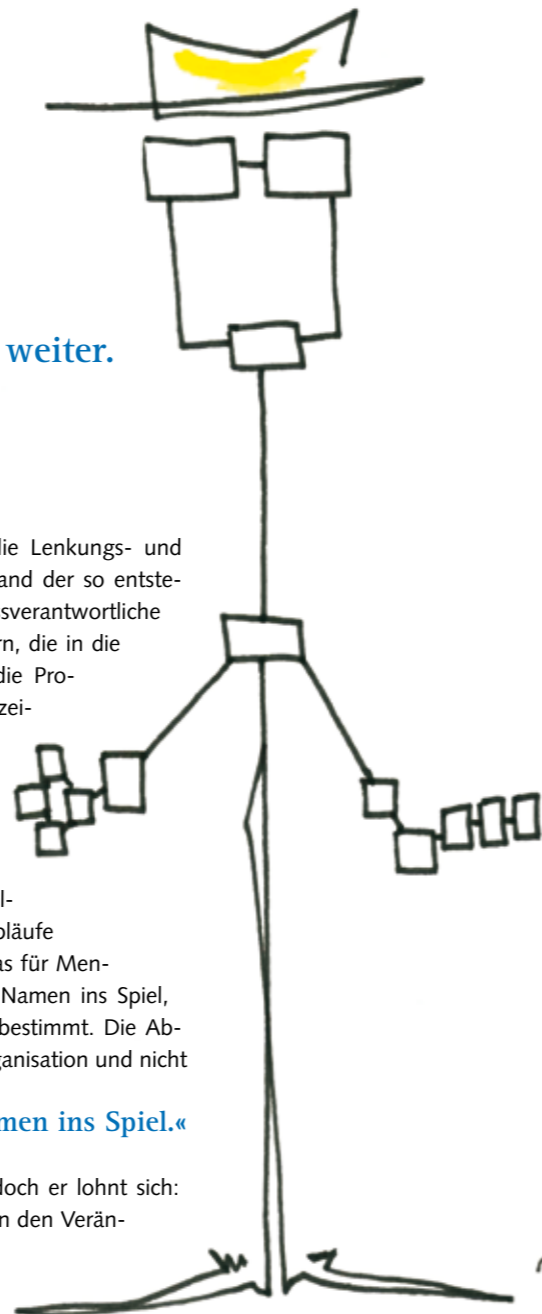 weiter.
die Lenkungs- und
and der so entste-
sverantwortliche
rn, die in die
die Pro-
zei-
l-
bläufe
as für Men-
Namen ins Spiel,
bestimmt. Die Ab-
ganisation und nicht
men ins Spiel.«
doch er lohnt sich:
n den Verän-